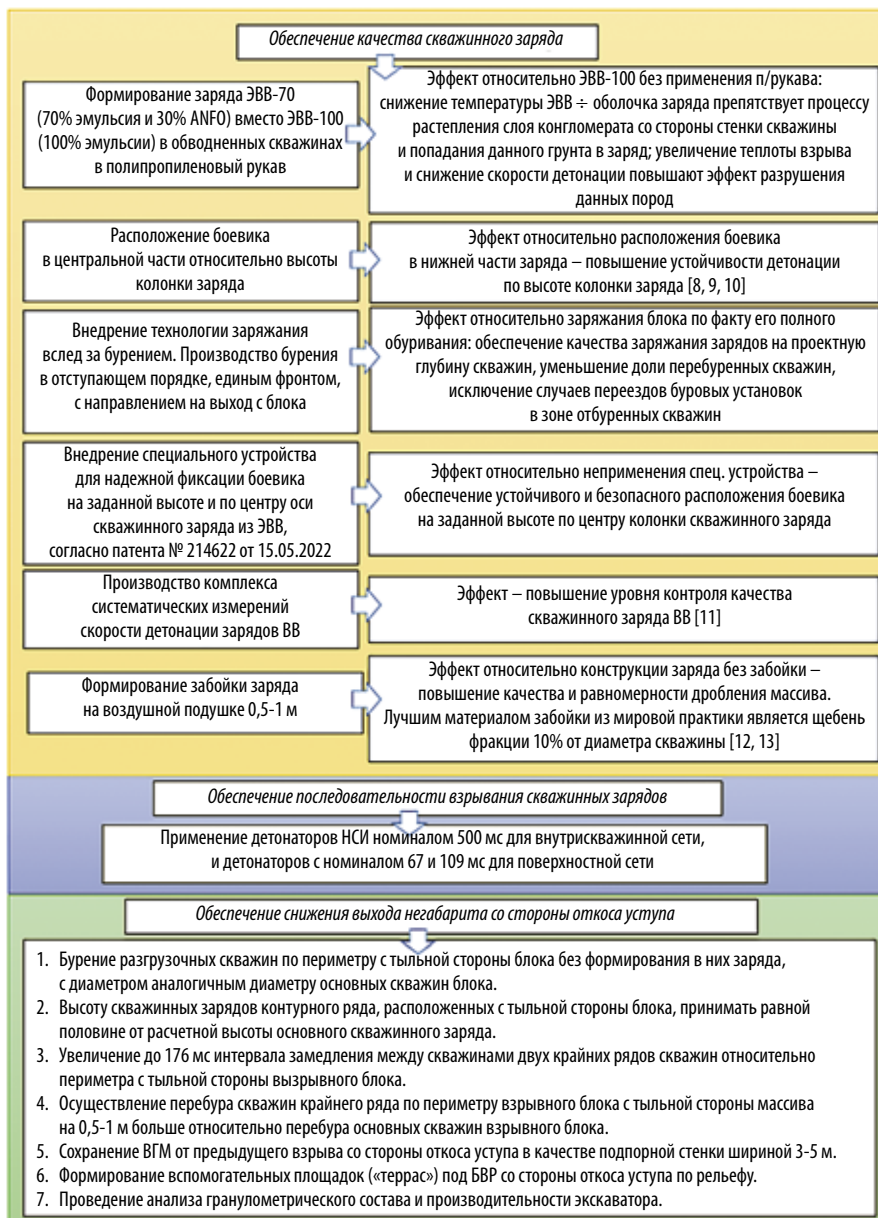 Обеспечение качества скважинного заряда
Формирование заряда ЭВВ-70
(70% эмульсия и 30% ANFO) вместо ЭВВ-100
(100% эмульсии) в обводненных скважинах
в полипропиленовый рукав
Эффект относительно ЭВВ-100 без применения п/рукава:
снижение температуры ЭВВ ÷ оболочка заряда препятствует процессу
растепления слоя конгломерата со стороны стенки скважины
и попадания данного грунта в заряд; увеличение теплоты взрыва
и снижение скорости детонации повышают эффект разрушения
данных пород
Расположение боевика
в центральной части относительно высоты
колонки заряда
Эффект относительно расположения боевика
в нижней части заряда – повышение устойчивости детонации
по высоте колонки заряда [8, 9, 10]
Внедрение технологии заряжания
вслед за бурением. Производство бурения
в отступающем порядке, единым фронтом,
с направлением на выход с блока
Эффект относительно заряжания блока по факту его полного
обуривания: обеспечение качества заряжания зарядов на проектную
глубину скважин, уменьшение доли перебуренных скважин,
исключение случаев переездов буровых установок
в зоне отбуренных скважин
Внедрение специального устройства
для надежной фиксации боевика
на заданной высоте и по центру оси
скважинного заряда из ЭВВ,
согласно патента № 214622 от 15.05.2022
Эффект относительно неприменения спец. устройства –
обеспечение устойчивого и безопасного расположения боевика
на заданной высоте по центру колонки скважинного заряда
Производство комплекса
систематических измерений
скорости детонации зарядов ВВ
Эффект – повышение уровня контроля качества
скважинного заряда ВВ [11]
Формирование забойки заряда
на воздушной подушке 0,5-1 м
Эффект относительно конструкции заряда без забойки –
повышение качества и равномерности дробления массива.
Лучшим материалом забойки из мировой практики является щебень
фракции 10% от диаметра скважины [12, 13]
Обеспечение последовательности взрывания скважинных зарядов
Применение детонаторов НСИ номиналом 500 мс для внутрискважинной сети,
и детонаторов с номиналом 67 и 109 мс для поверхностной сети
Обеспечение снижения выхода негабарита со стороны откоса уступа
1. Бурение разгрузочных скважин по периметру с тыльной стороны блока без формирования в них заряда,
с диаметром аналогичным диаметру основных скважин блока.
2. Высоту скважинных зарядов контурного ряда, расположенных с тыльной стороны блока, принимать равной
половине от расчетной высоты основного скважинного заряда.
3. Увеличение до 176 мс интервала замедления между скважинами двух крайних рядов скважин относительно
периметра с тыльной стороны вызрывного блока.
4. Осуществление перебура скважин крайнего ряда по периметру взрывного блока с тыльной стороны массива
на 0,5-1 м больше относительно перебура основных скважин взрывного блока.
5. Сохранение ВГМ от предыдущего взрыва со стороны откоса уступа в качестве подпорной стенки шириной 3-5 м.
6. Формирование вспомогательных площадок («террас») под БВР со стороны откоса уступа по рельефу.
7. Проведение анализа гранулометрического состава и производительности экскаватора.